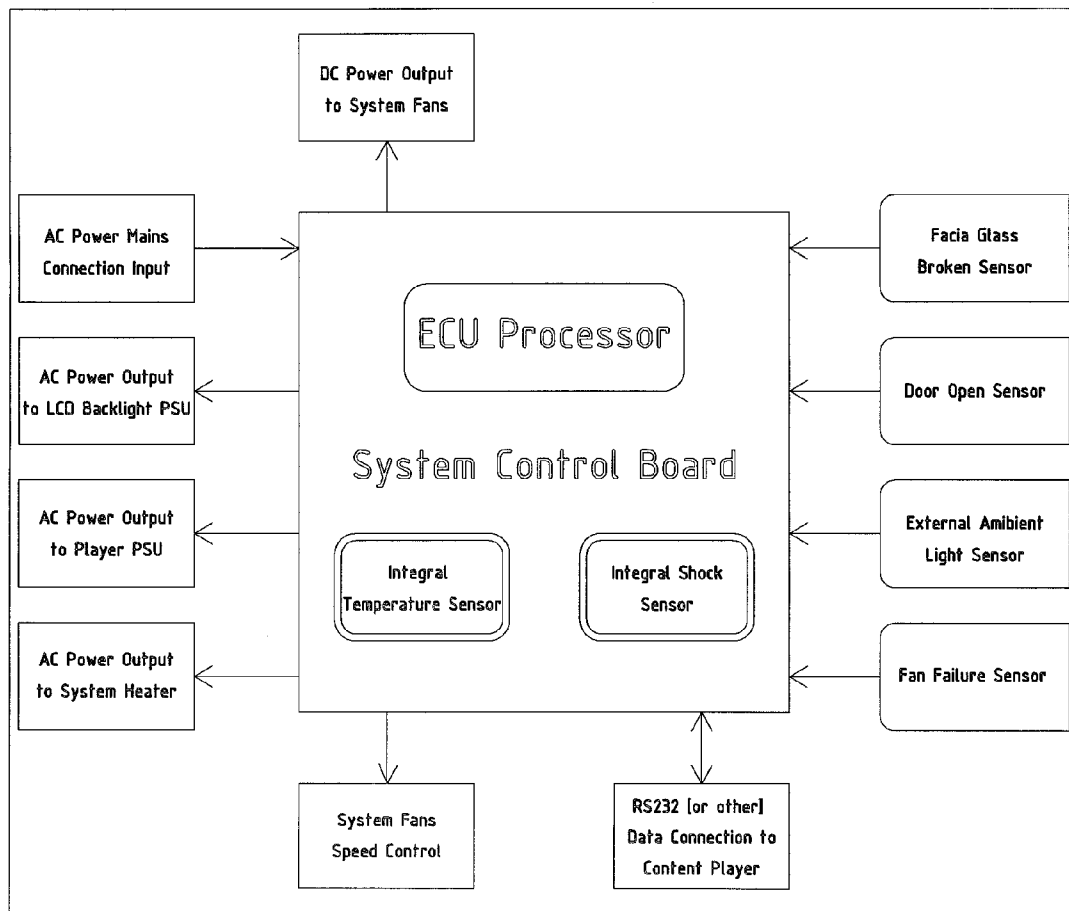 DC Power Output
to System Fans
AC Power Mains
Connection Input
Facia Glass
Broken Sensor
ECU Processor
AC Power Output
to LCD Backlight PSU
Door Open Sensor
System Control Board
AC Power Output
to Player PSU
External Amibient
Light Sensor
Integral
Temperature Sensor
Integral Shock
Sensor
AC Power Output
to System Heater
Fan Failure Sensor
System Fans
Speed Control
RS232 [or other]
Data Connection to
Content Player